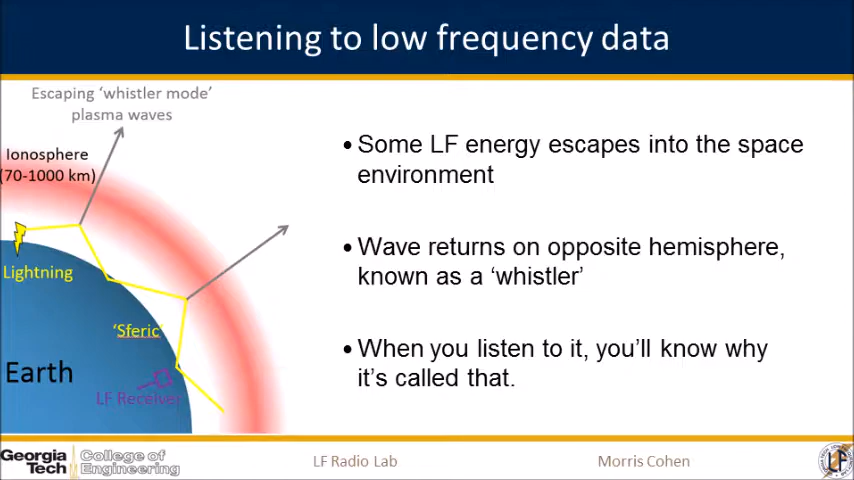 Listening to low frequency data
Escaping ‘whistler mode’
plasma waves
Ionosphere
(70-1000 km)
Lightning
‘Sferic’
Earth
LF Receiver
• Some LF energy escapes into the space
environment
• Wave returns on opposite hemisphere,
known as a ‘whistler’
• When you listen to it, you’ll know why
it’s called that.
Georgia
Tech
College of
Engineering
LF Radio Lab
Morris Cohen
LF